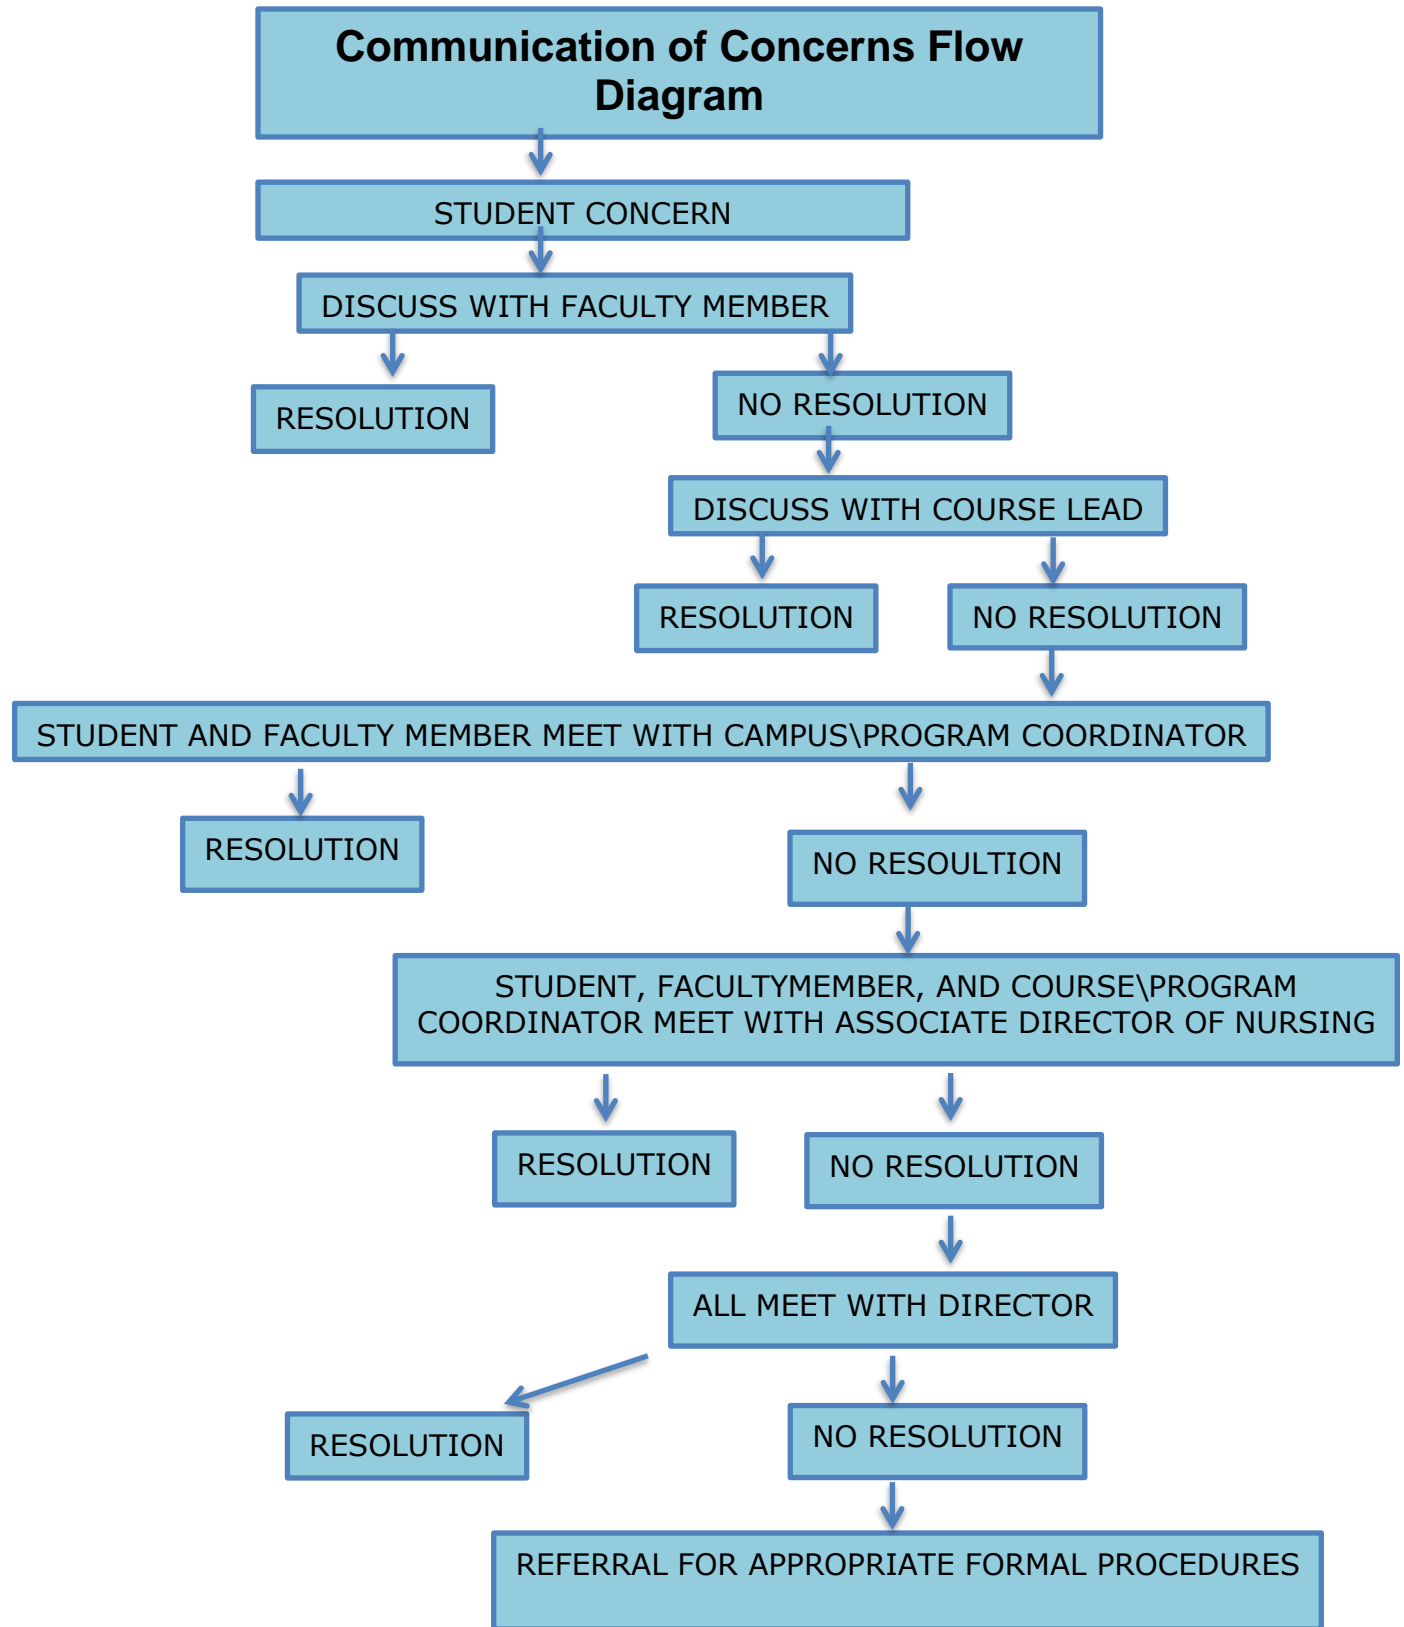 Communication of Concerns Flow
Diagram
STUDENT CONCERN
DISCUSS WITH FACULTY MEMBER
RESOLUTION
NO RESOLUTION
DISCUSS WITH COURSE LEAD
RESOLUTION
NO RESOLUTION
STUDENT AND FACULTY MEMBER MEET WITH CAMPUS\PROGRAM COORDINATOR
RESOLUTION
NO RESOULTION
STUDENT, FACULTYMEMBER, AND COURSE\PROGRAM
COORDINATOR MEET WITH ASSOCIATE DIRECTOR OF NURSING
RESOLUTION
NO RESOLUTION
ALL MEET WITH DIRECTOR
RESOLUTION
NO RESOLUTION
REFERRAL FOR APPROPRIATE FORMAL PROCEDURES